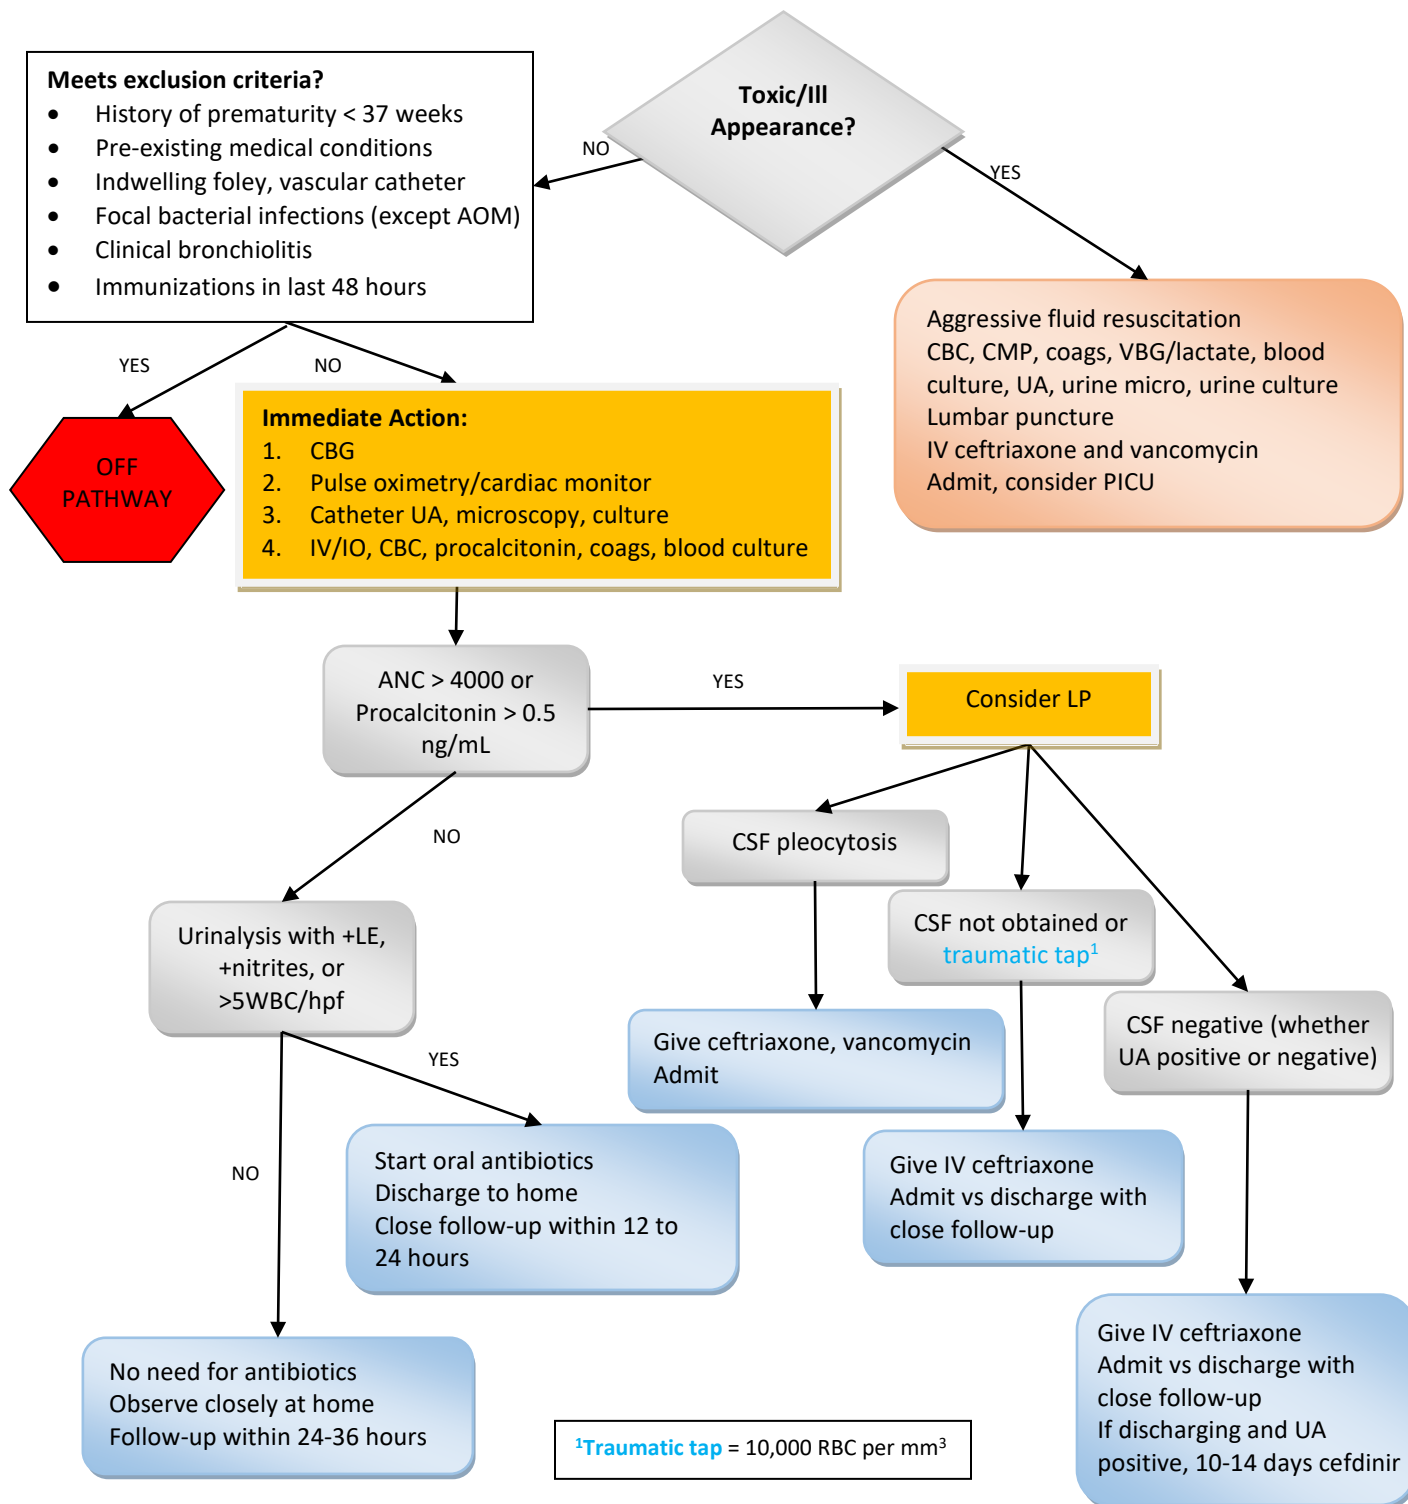 Toxic/Ill
Appearance?
NO
YES
Meets exclusion criteria?
• History of prematurity < 37 weeks
• Pre-existing medical conditions
• Indwelling foley, vascular catheter
• Focal bacterial infections (except AOM)
• Clinical bronchiolitis
• Immunizations in last 48 hours
Aggressive fluid resuscitation
CBC, CMP, coags, VBG/lactate, blood
culture, UA, urine micro, urine culture
Lumbar puncture
IV ceftriaxone and vancomycin
Admit, consider PICU
YES
NO
OFF
PATHWAY
Immediate Action:
1. CBG
2. Pulse oximetry/cardiac monitor
3. Catheter UA, microscopy, culture
4. IV/IO, CBC, procalcitonin, coags, blood culture
ANC > 4000 or
Procalcitonin > 0.5
ng/mL
YES
Consider LP
NO
CSF pleocytosis
CSF not obtained or
traumatic tap¹
CSF negative (whether
UA positive or negative)
Urinalysis with +LE,
+nitrites, or
>5WBC/hpf
YES
NO
Give ceftriaxone, vancomycin
Admit
Give IV ceftriaxone
Admit vs discharge with
close follow-up
Start oral antibiotics
Discharge to home
Close follow-up within 12 to
24 hours
No need for antibiotics
Observe closely at home
Follow-up within 24-36 hours
Give IV ceftriaxone
Admit vs discharge with
close follow-up
If discharging and UA
positive, 10-14 days cefdinir
¹Traumatic tap = 10,000 RBC per mm³